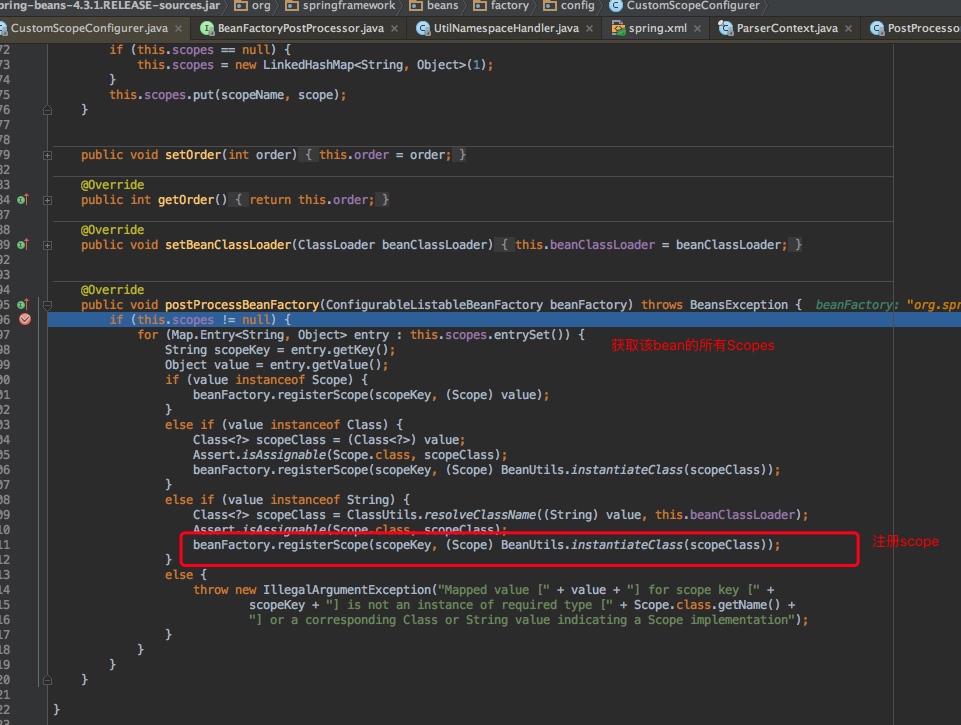 ring-beans-4.3.1.RELEASE-sources.jar org springframework beans factory config CustomScopeConfigurer
CustomScopeConfigurer.java × BeanFactoryPostProcessor.java × UtilNamespaceHandler.java × spring.xml × ParserContext.java × PostProcesso
72 if (this.scopes == null) {
73 this.scopes = new LinkedHashMap<String, Object>(1);
74 }
75 this.scopes.put(scopeName, scope);
76 }
77
78
79 public void setOrder(int order) { this.order = order; }
82
83 @Override
84 public int getOrder() { return this.order; }
87
88 @Override
89 public void setBeanClassLoader(ClassLoader beanClassLoader) { this.beanClassLoader = beanClassLoader; }
92
93
94 @Override
95 public void postProcessBeanFactory(ConfigurableListableBeanFactory beanFactory) throws BeansException { beanFactory: "org.spr
96 if (this.scopes != null) {
97 for (Map.Entry<String, Object> entry : this.scopes.entrySet()) {
获取该bean的所有Scopes
98 String scopeKey = entry.getKey();
99 Object value = entry.getValue();
00 if (value instanceof Scope) {
01 beanFactory.registerScope(scopeKey, (Scope) value);
02 }
03 else if (value instanceof Class) {
04 Class<?> scopeClass = (Class<?>) value;
05 Assert.isAssignable(Scope.class, scopeClass);
06 beanFactory.registerScope(scopeKey, (Scope) BeanUtils.instantiateClass(scopeClass));
07 }
08 else if (value instanceof String) {
09 Class<?> scopeClass = ClassUtils.resolveClassName((String) value, this.beanClassLoader);
10 Assert.isAssignable(Scope.class, scopeClass);
11 beanFactory.registerScope(scopeKey, (Scope) BeanUtils.instantiateClass(scopeClass));
注册scope
12 }
13 else {
14 throw new IllegalArgumentException("Mapped value [" + value + "] for scope key [" +
15 scopeKey + "] is not an instance of required type [" + Scope.class.getName() +
16 "] or a corresponding Class or String value indicating a Scope implementation");
17 }
18 }
19 }
20 }
21
22 }
23